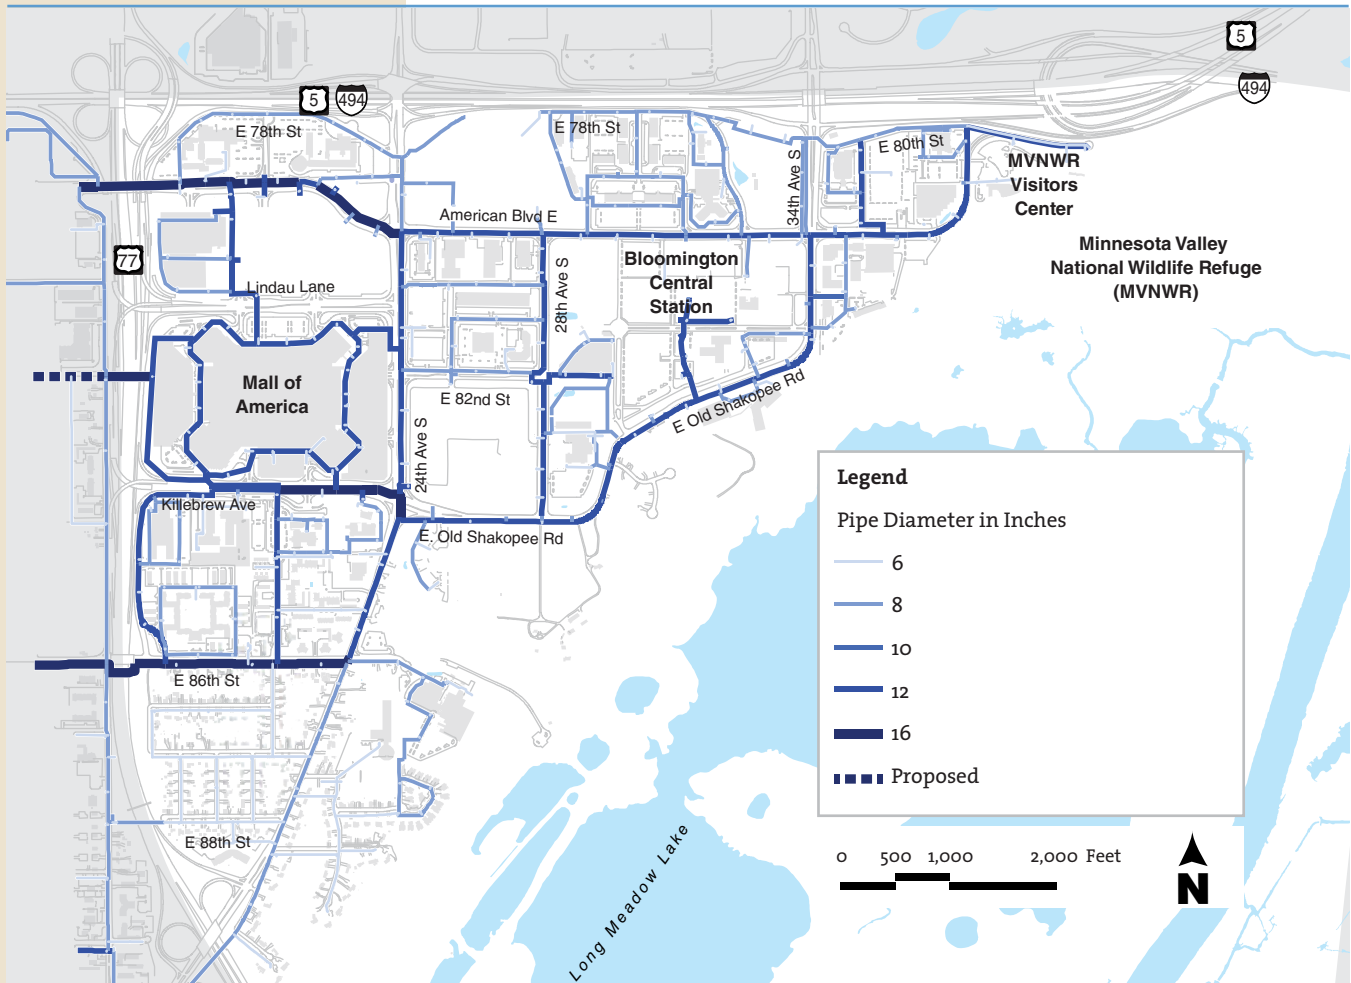 5
494
5
494
E 78th St
E 78th St
E 80th St
34th Ave S
MVNWR
Visitors
Center
American Blvd E
Minnesota Valley
National Wildlife Refuge
(MVNWR)
77
Bloomington
Central
Station
Lindau Lane
28th Ave S
Mall of
America
E 82nd St
E Old Shakopee Rd
24th Ave S
Killebrew Ave
E. Old Shakopee Rd
E 86th St
E 88th St
Long Meadow Lake
Legend
Pipe Diameter in Inches
6
8
10
12
16
Proposed
0 500 1,000 2,000 Feet
N